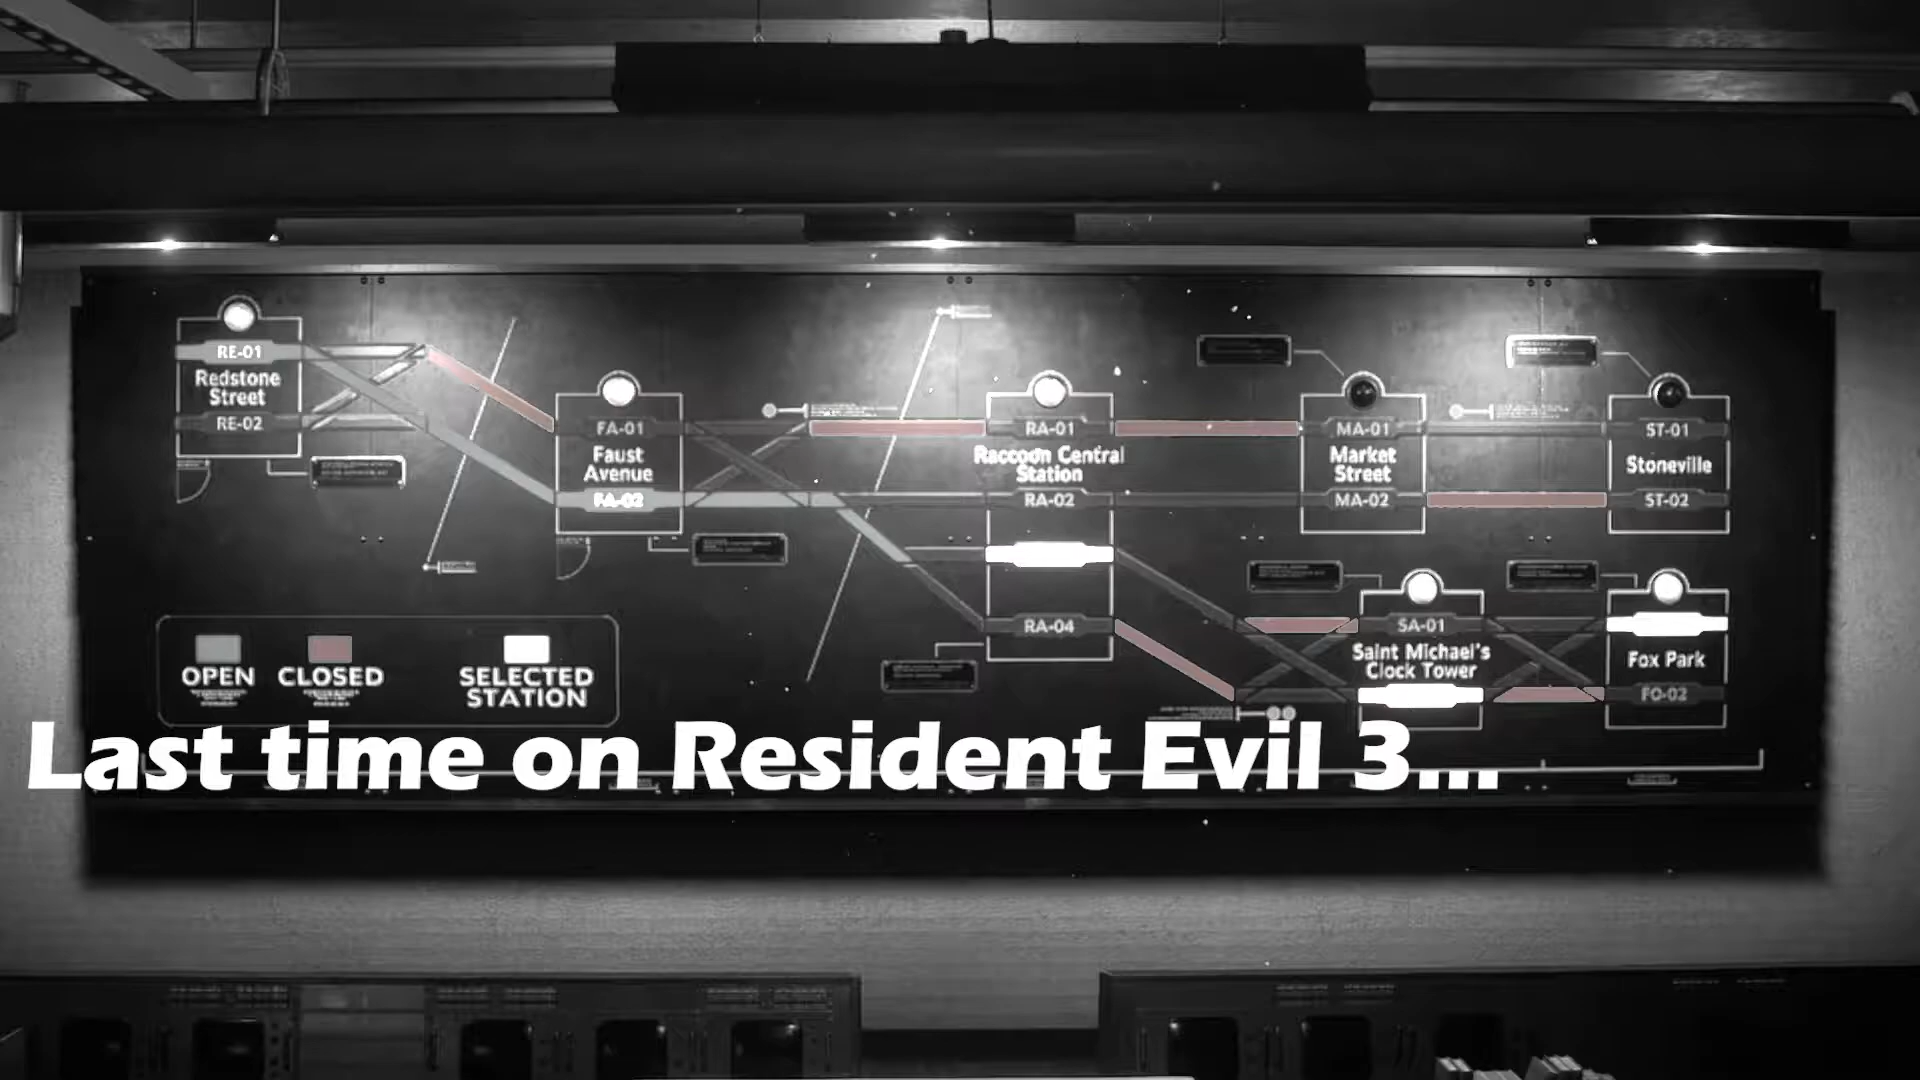 RE-01
Redstone
Street
RE-02
FA-01
Faust
Avenue
FA-02
RA-01
Raccoon Central
Station
RA-02
RA-04
MA-01
Market
Street
MA-02
ST-01
Stoneville
ST-02
SA-01
Saint Michael's
Clock Tower
Fox Park
FO-02
OPEN
CLOSED
SELECTED
STATION
Last time on Resident Evil 3...